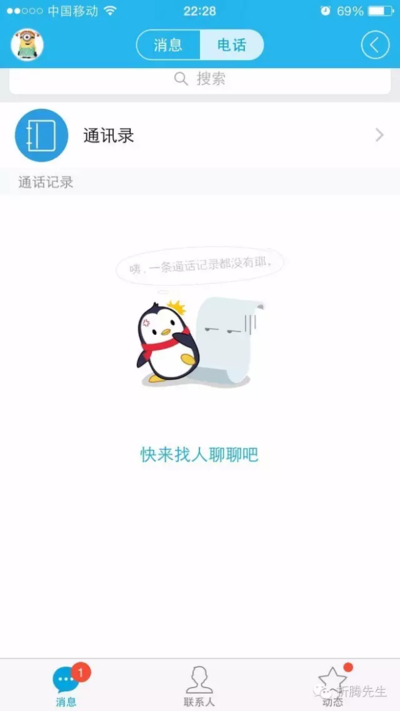 中国移动
22:28
69%
消息
电话
搜索
通讯录
通话记录
咦,一条通话记录都没有哪。
快来找人聊聊吧
1
消息
联系人
动态
折腾先生